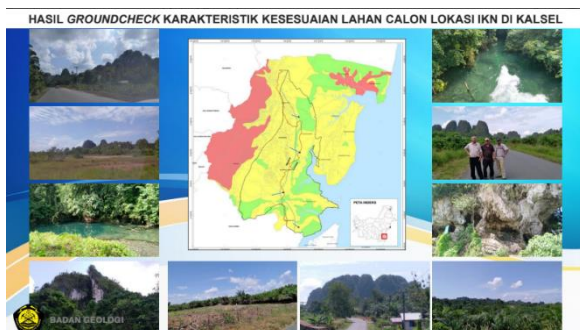 HASIL GROUNDCHECK KARAKTERISTIK KESESUAIAN LAHAN CALON LOKASI IKN DI KALSEL
PETA INDEKS
BADAN GEOLOGI